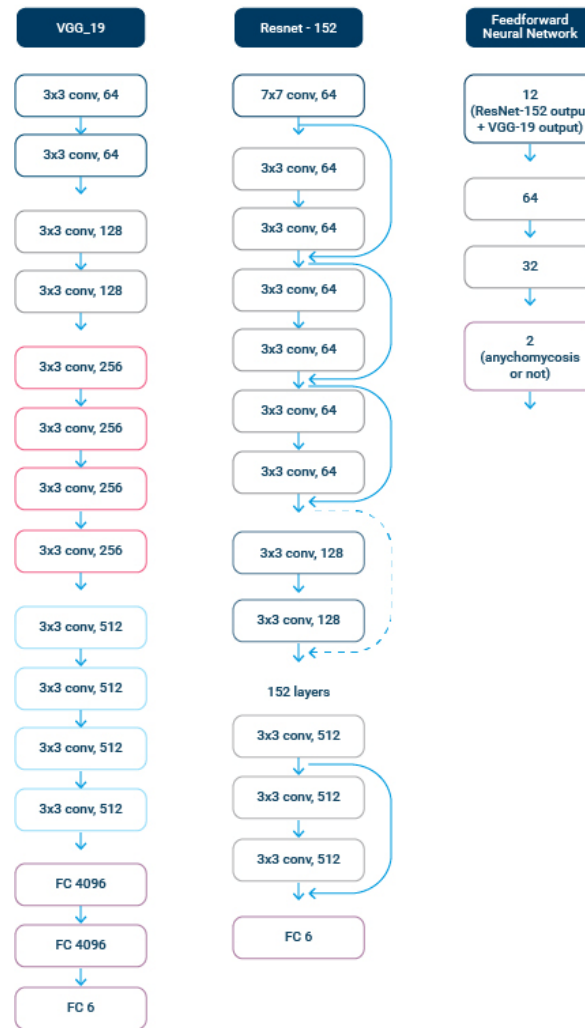 VGG_19
3x3 conv, 64
3x3 conv, 64
3x3 conv, 128
3x3 conv, 128
3x3 conv, 256
3x3 conv, 256
3x3 conv, 256
3x3 conv, 256
3x3 conv, 512
3x3 conv, 512
3x3 conv, 512
3x3 conv, 512
FC 4096
FC 4096
FC 6
Resnet - 152
7x7 conv, 64
3x3 conv, 64
3x3 conv, 64
3x3 conv, 64
3x3 conv, 64
3x3 conv, 64
3x3 conv, 64
3x3 conv, 128
3x3 conv, 128
152 layers
3x3 conv, 512
3x3 conv, 512
3x3 conv, 512
FC 6
Feedforward
Neural Network
12
(ResNet-152 outpu
+ VGG-19 output)
64
32
2
(anychomycosis
or not)